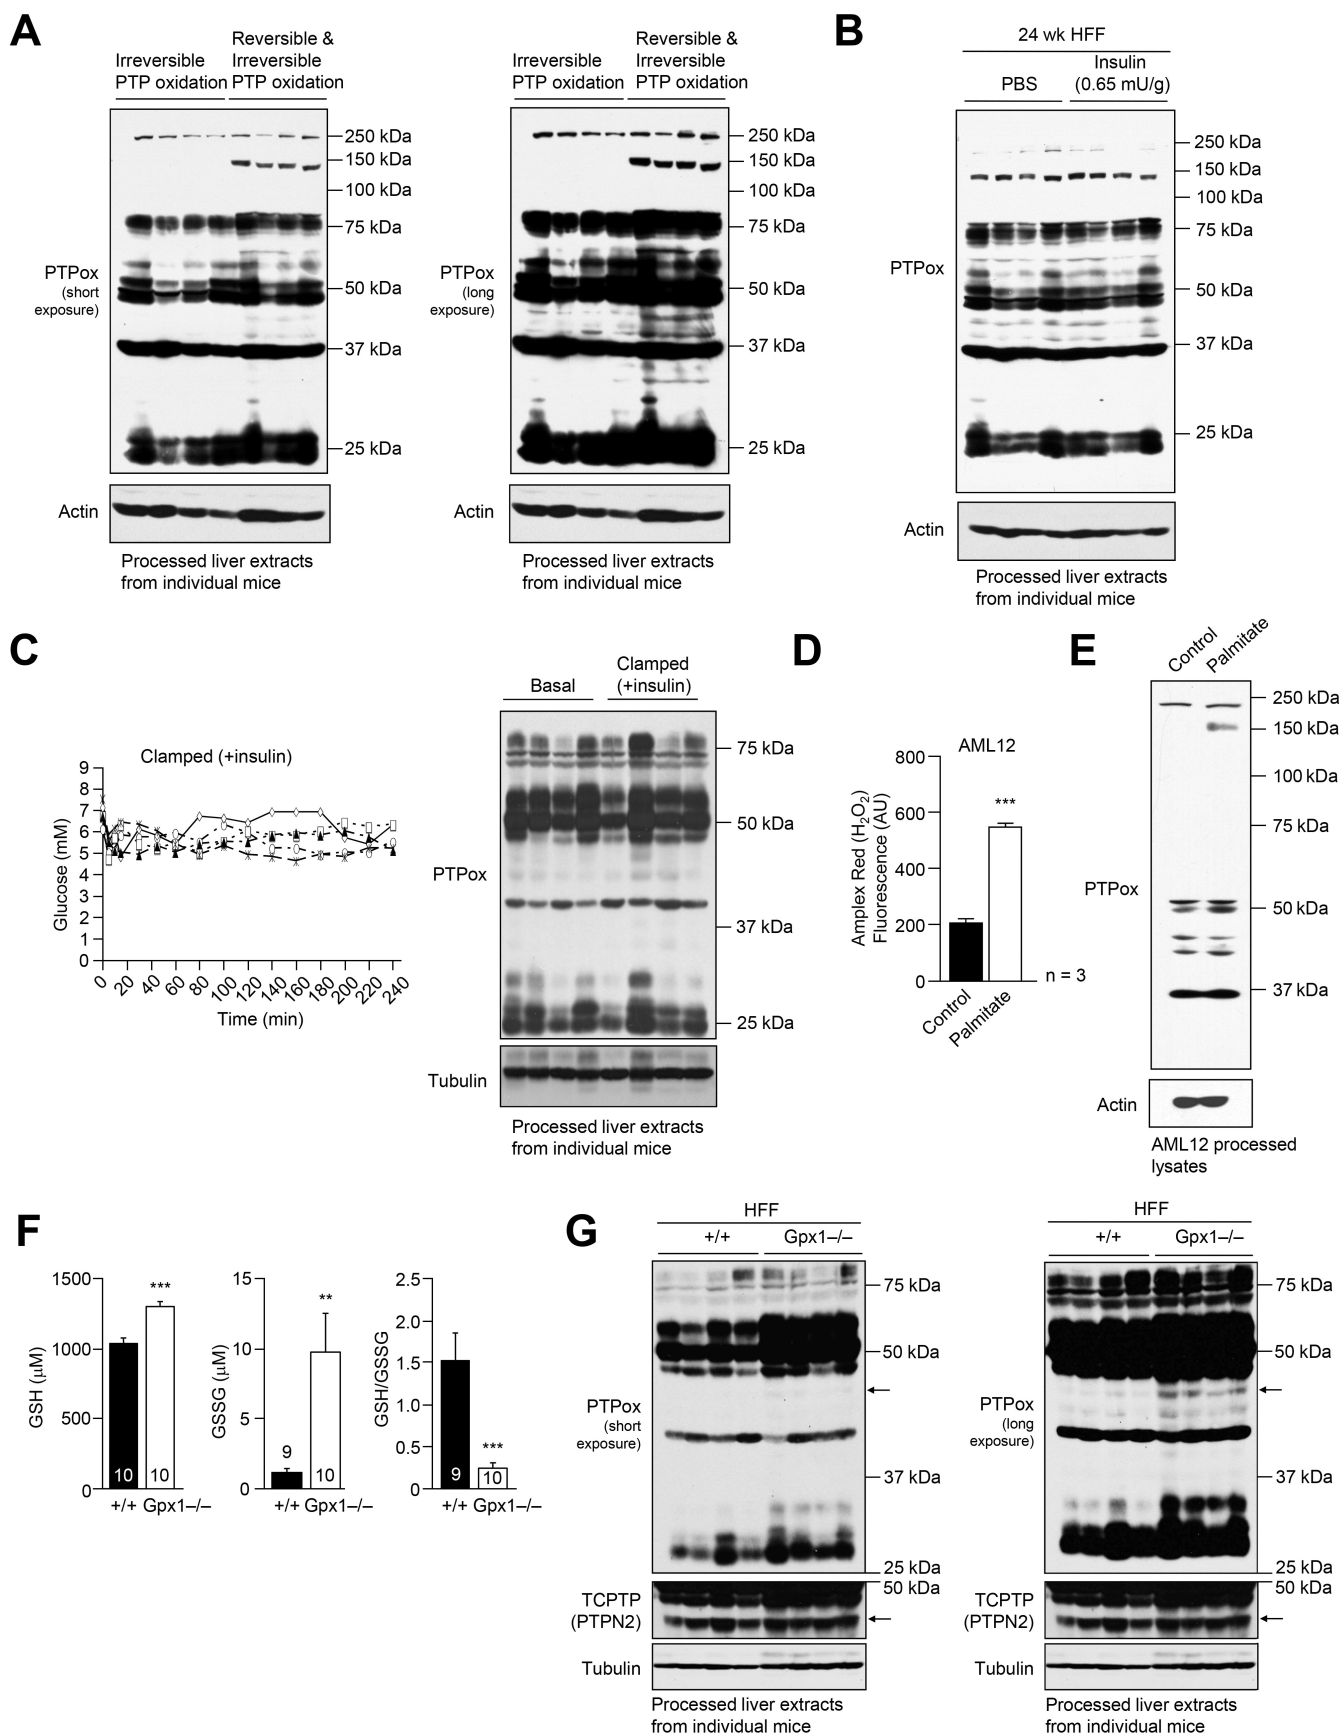 A
Irreversible
PTP oxidation
Reversible &
Irreversible
PTP oxidation
250 kDa
150 kDa
100 kDa
75 kDa
50 kDa
37 kDa
25 kDa
PTPox
(short
exposure)
Actin
Processed liver extracts
from individual mice
Irreversible
PTP oxidation
Reversible &
Irreversible
PTP oxidation
250 kDa
150 kDa
100 kDa
75 kDa
50 kDa
37 kDa
25 kDa
PTPox
(long
exposure)
Actin
Processed liver extracts
from individual mice
B
24 wk HFF
PBS
Insulin
(0.65 mU/g)
250 kDa
150 kDa
100 kDa
75 kDa
50 kDa
37 kDa
25 kDa
PTPox
Actin
Processed liver extracts
from individual mice
C
Clamped (+insulin)
Glucose (mM)
9
8
7
6
5
4
3
2
1
0
0 20 40 60 80 100 120 140 160 180 200 220 240
Time (min)
Basal
Clamped
(+insulin)
75 kDa
50 kDa
37 kDa
25 kDa
PTPox
Tubulin
Processed liver extracts
from individual mice
D
AML12
Amplex Red (H₂O₂)
Fluorescence (AU)
800
600
400
200
0
***
n = 3
Control
Palmitate
E
Control
Palmitate
250 kDa
150 kDa
100 kDa
75 kDa
50 kDa
37 kDa
PTPox
Actin
AML12 processed
lysates
F
GSH (µM)
1500
1000
500
0
***
10 10
+/+ Gpx1–/–
GSSG (µM)
15
10
5
0
**
9 10
+/+ Gpx1–/–
GSH/GSSG
2.5
2.0
1.5
1.0
0.5
0
***
9 10
+/+ Gpx1–/–
G
HFF
+/+ Gpx1–/–
75 kDa
50 kDa
37 kDa
25 kDa
50 kDa
PTPox
(short
exposure)
TCPTP
(PTPN2)
Tubulin
Processed liver extracts
from individual mice
HFF
+/+ Gpx1–/–
75 kDa
50 kDa
37 kDa
25 kDa
50 kDa
PTPox
(long
exposure)
TCPTP
(PTPN2)
Tubulin
Processed liver extracts
from individual mice